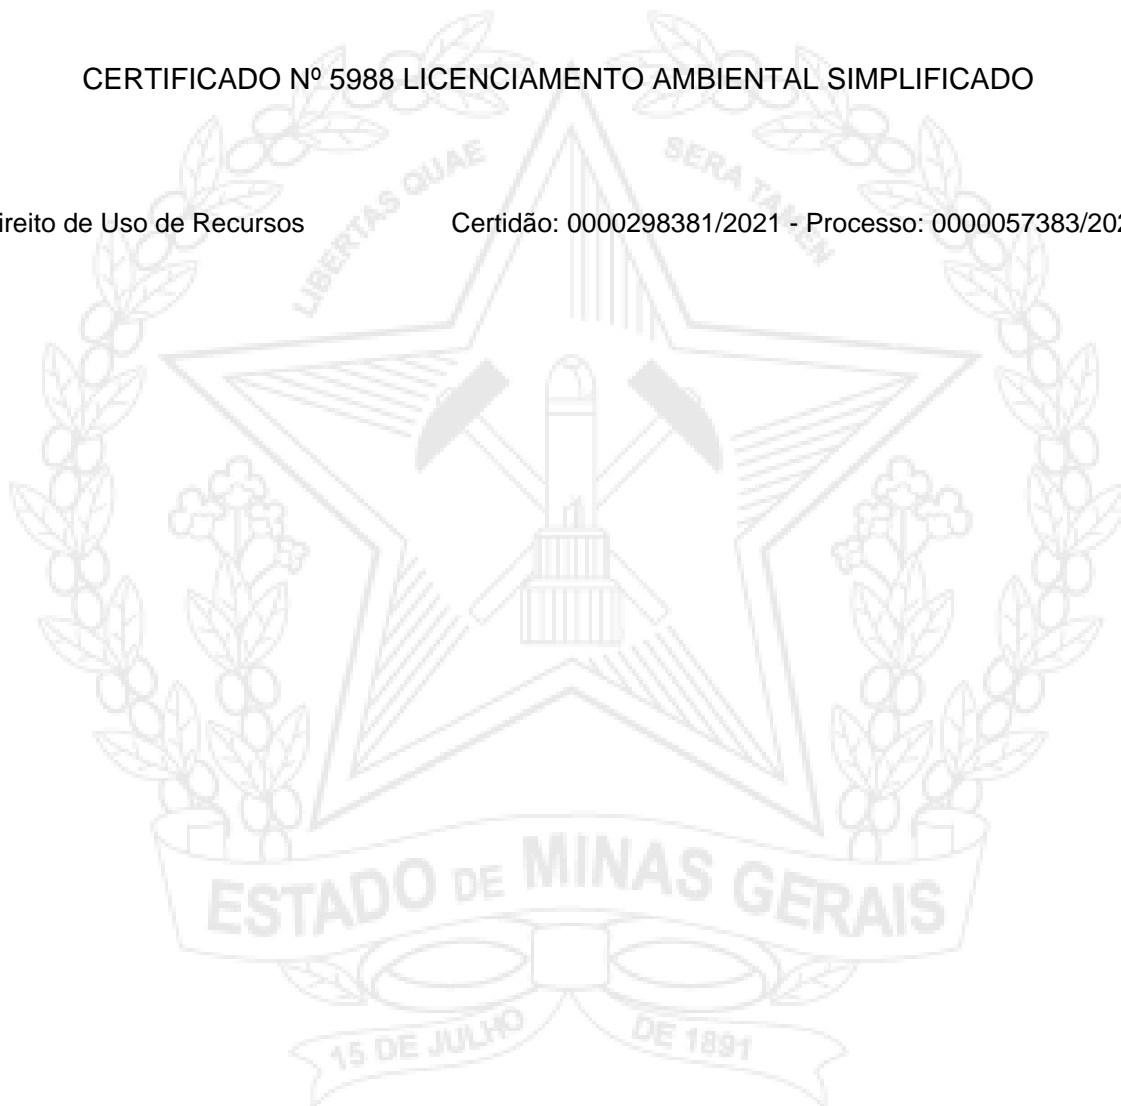 CERTIFICADO Nº 5988 LICENCIAMENTO AMBIENTAL SIMPLIFICADO
LIBERTAS QUAE SERA TAMEN
ireito de Uso de Recursos Certidão: 0000298381/2021 - Processo: 0000057383/202
ESTADO DE MINAS GERAIS
15 DE JULHO DE 1891